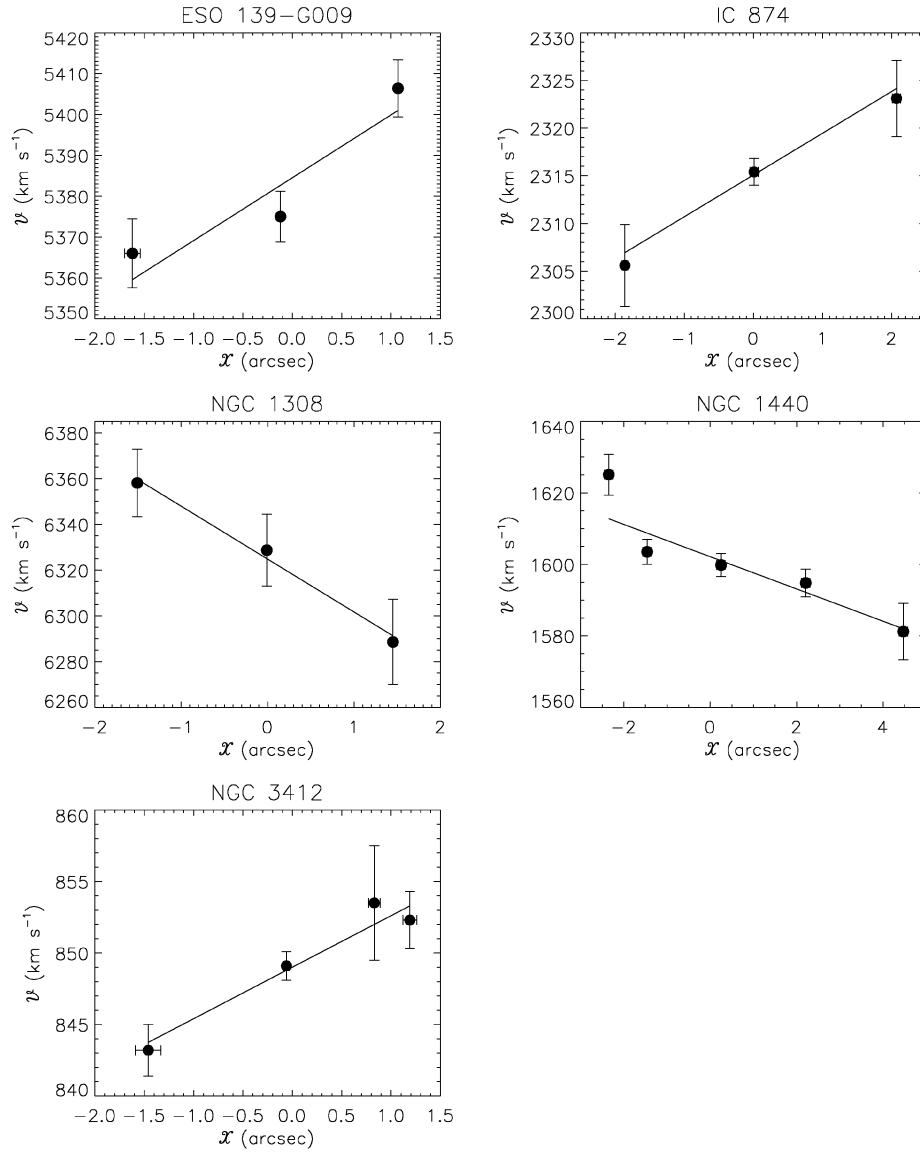 ESO 139-G009
5420
5410
5400
5390
5380
5370
5360
5350
v (km s⁻¹)
-2.0 -1.5 -1.0 -0.5 0.0 0.5 1.0 1.5
x (arcsec)
IC 874
2330
2325
2320
2315
2310
2305
2300
v (km s⁻¹)
-2 -1 0 1 2
x (arcsec)
NGC 1308
6380
6360
6340
6320
6300
6280
6260
v (km s⁻¹)
-2 -1 0 1 2
x (arcsec)
NGC 1440
1640
1620
1600
1580
1560
v (km s⁻¹)
-2 0 2 4
x (arcsec)
NGC 3412
860
855
850
845
840
v (km s⁻¹)
-2.0 -1.5 -1.0 -0.5 0.0 0.5 1.0 1.5
x (arcsec)